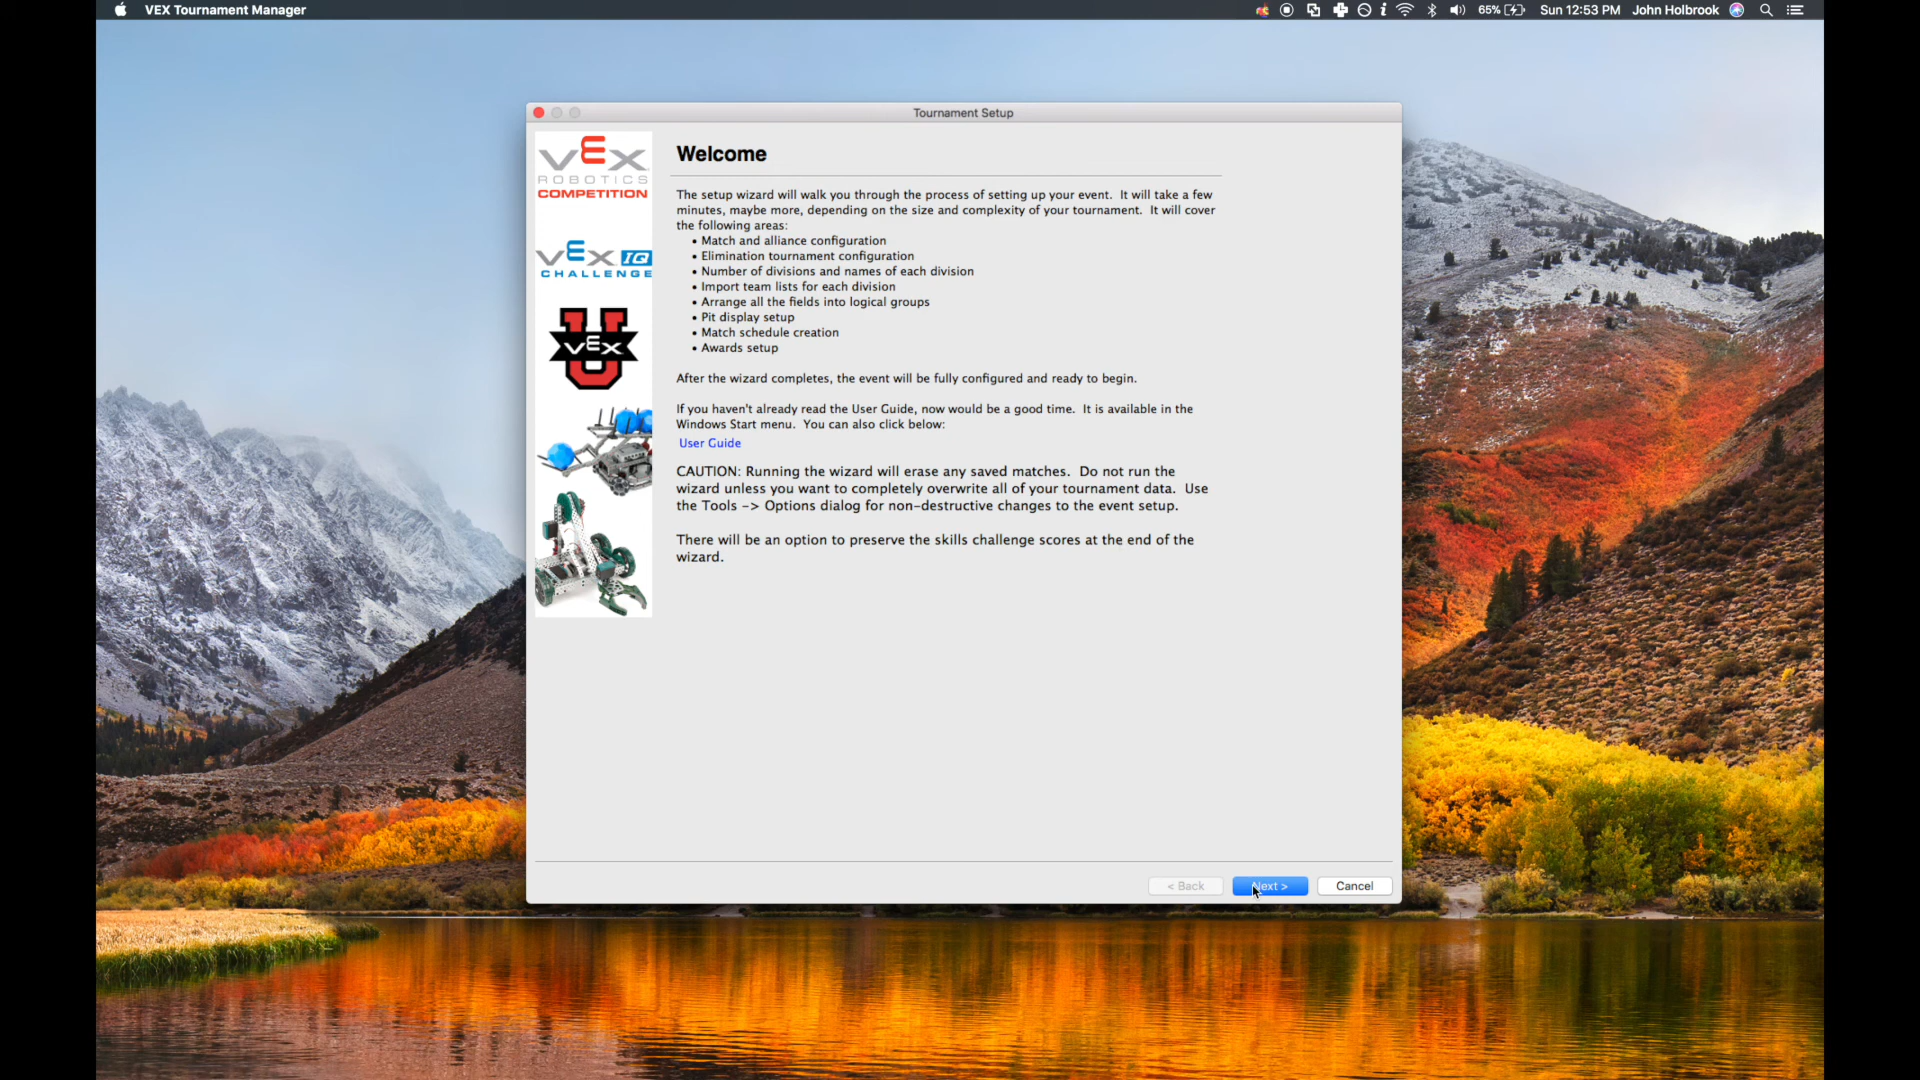 VEX Tournament Manager
65%
Sun 12:53 PM
John Holbrook
Tournament Setup
VEX
ROBOTICS
COMPETITION
VEX IQ
CHALLENGE
VEX U
Welcome
The setup wizard will walk you through the process of setting up your event. It will take a few
minutes, maybe more, depending on the size and complexity of your tournament. It will cover
the following areas:
• Match and alliance configuration
• Elimination tournament configuration
• Number of divisions and names of each division
• Import team lists for each division
• Arrange all the fields into logical groups
• Pit display setup
• Match schedule creation
• Awards setup
After the wizard completes, the event will be fully configured and ready to begin.
If you haven't already read the User Guide, now would be a good time. It is available in the
Windows Start menu. You can also click below:
User Guide
CAUTION: Running the wizard will erase any saved matches. Do not run the
wizard unless you want to completely overwrite all of your tournament data. Use
the Tools -> Options dialog for non-destructive changes to the event setup.
There will be an option to preserve the skills challenge scores at the end of the
wizard.
< Back
Next >
Cancel